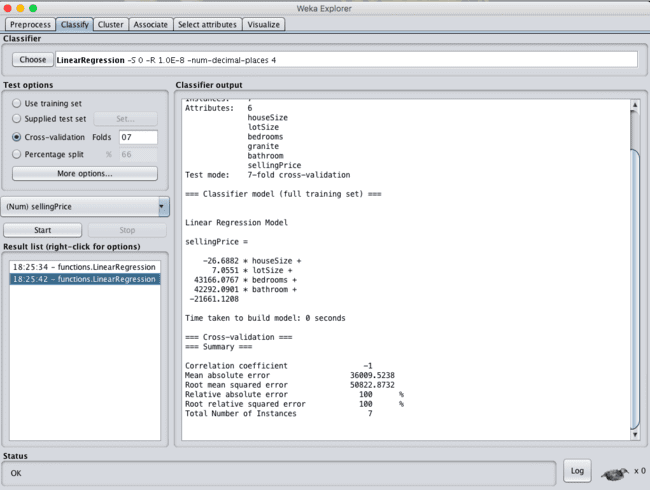 Weka Explorer
Preprocess Classify Cluster Associate Select attributes Visualize
Classifier
Choose LinearRegression -S 0 -R 1.0E-8 -num-decimal-places 4
Test options
Use training set
Supplied test set Set...
Cross-validation Folds 07
Percentage split % 66
More options...
(Num) sellingPrice
Start Stop
Result list (right-click for options)
18:25:34 - functions.LinearRegression
18:25:42 - functions.LinearRegression
Classifier output
Instances: 7
Attributes: 6
houseSize
lotSize
bedrooms
granite
bathroom
sellingPrice
Test mode: 7-fold cross-validation
=== Classifier model (full training set) ===
Linear Regression Model
sellingPrice =
-26.6882 * houseSize +
7.0551 * lotSize +
43166.0767 * bedrooms +
42292.0901 * bathroom +
-21661.1208
Time taken to build model: 0 seconds
=== Cross-validation ===
=== Summary ===
Correlation coefficient -1
Mean absolute error 36009.5238
Root mean squared error 50822.8732
Relative absolute error 100 %
Root relative squared error 100 %
Total Number of Instances 7
Status
OK
Log
x 0